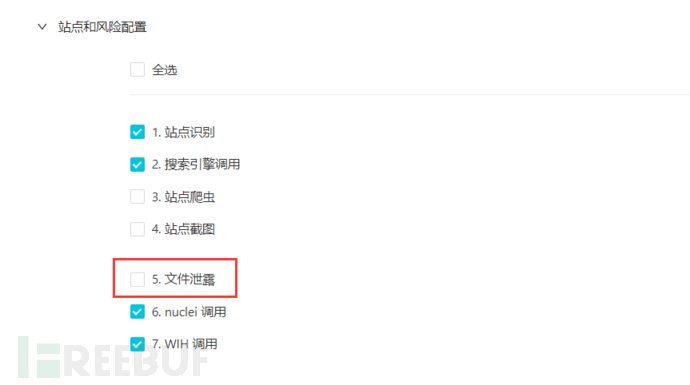 站点和风险配置
全选
1. 站点识别
2. 搜索引擎调用
3. 站点爬虫
4. 站点截图
5. 文件泄露
6. nuclei 调用
7. WIH 调用
FREEBUF